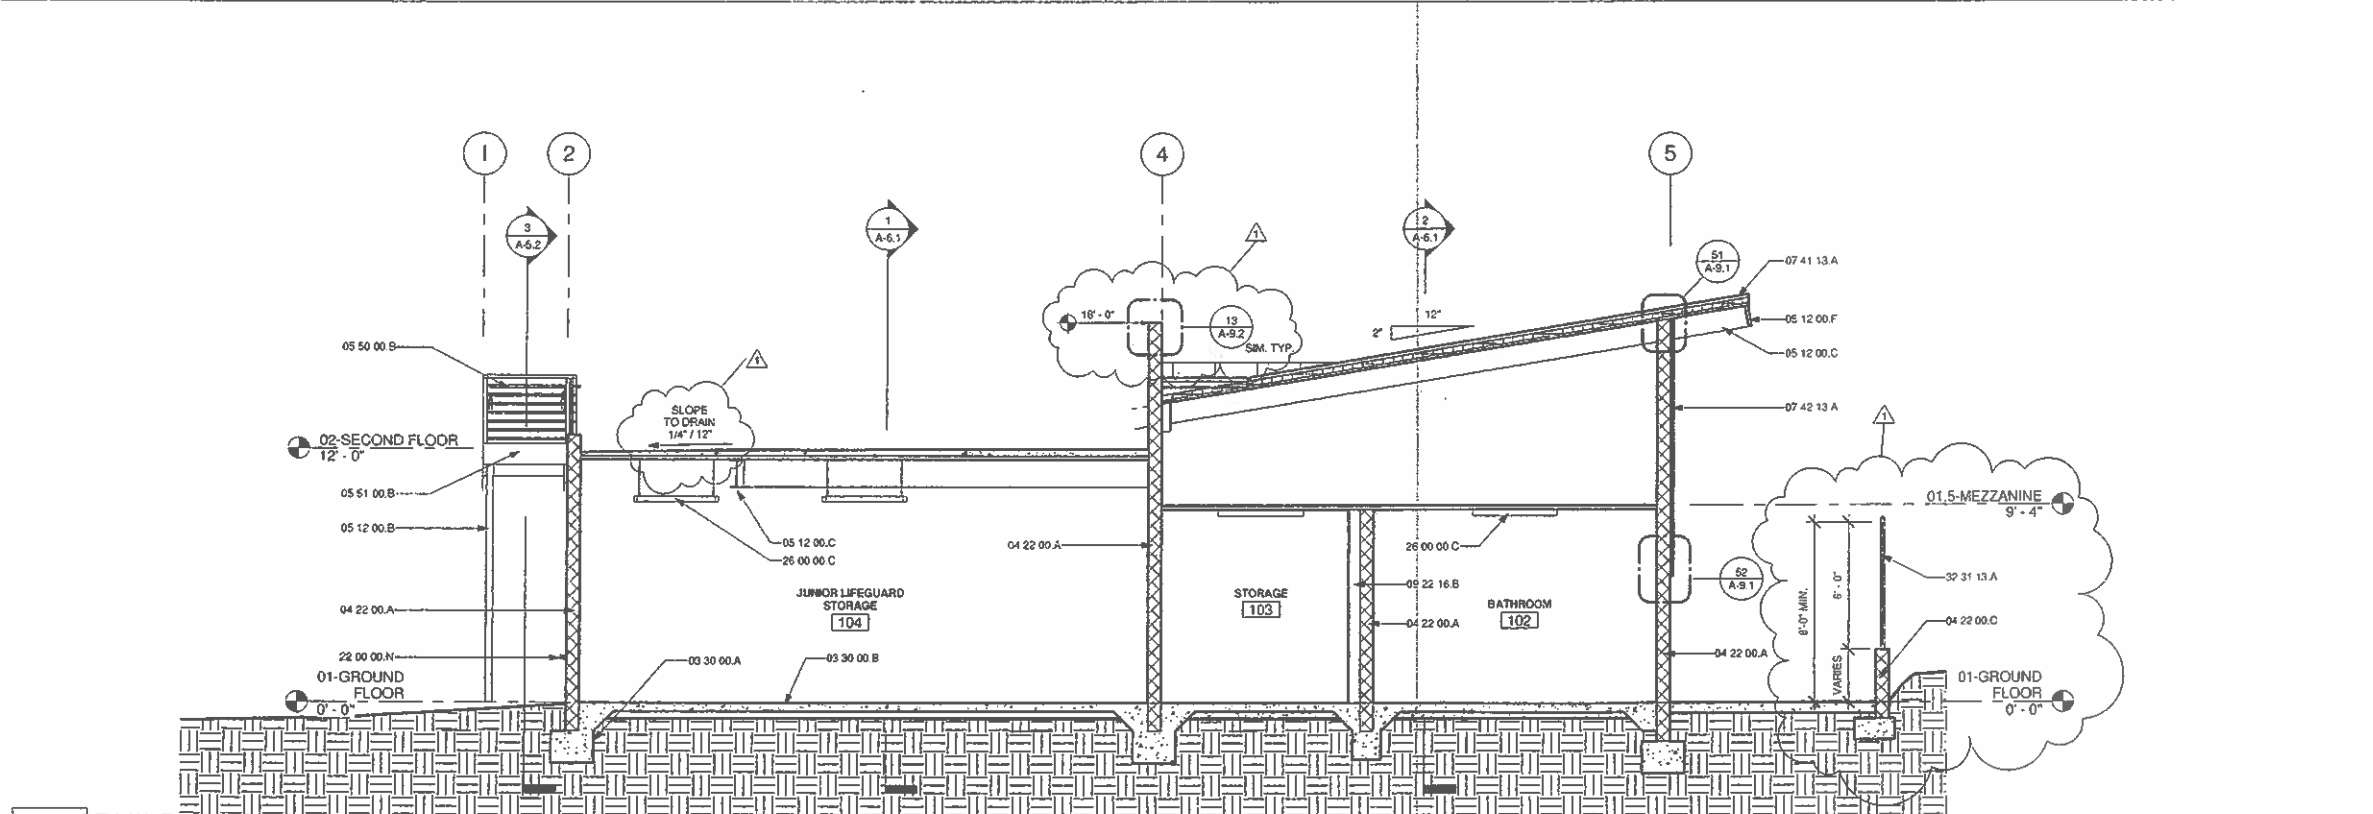 1
2
4
5
3
A-5.2
1
A-6.1
2
A-6.1
1
51
A-9.1
07 41 13.A
18' - 0"
13
A-9.2
SIM. TYP.
12"
2"
05 12 00.F
05 12 00.C
05 50 00.B
1
SLOPE
TO DRAIN
1/4" / 12"
07 42 13 A
1
02-SECOND FLOOR
12' - 0"
05 51 00.B
05 12 00.B
01.5-MEZZANINE
9' - 4"
05 12 00.C
26 00 00.C
04 22 00.A
26 00 00 C
52
A-9.1
32 31 13.A
6' - 0"
8'-0" MIN.
VARIES
JUNIOR LIFEGUARD
STORAGE
104
STORAGE
103
09 22 16.B
BATHROOM
102
04 22 00.A
04 22 00.A
04 22 00.C
22 00 00.N
03 30 00.A
03 30 00.B
04 22 00.A
01-GROUND
FLOOR
0' - 0"
01-GROUND
FLOOR
0' - 0"